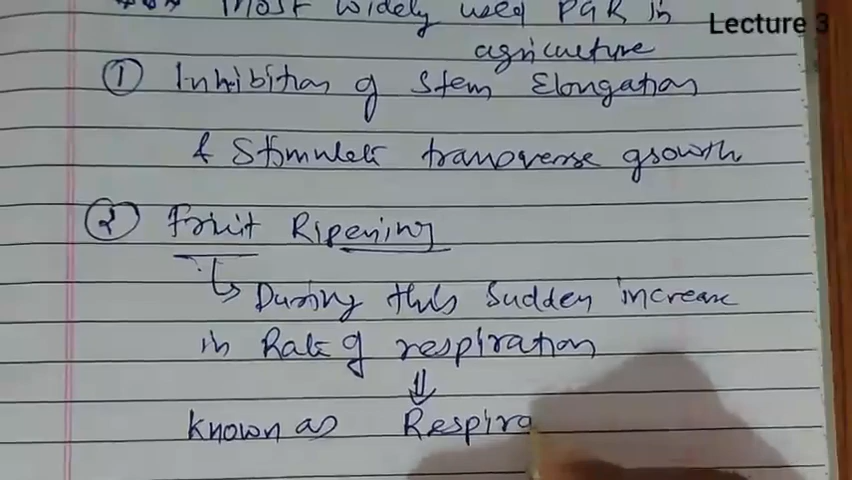 Most widely used PGR in
Lecture 3
agriculture
① Inhibition of Stem Elongation
& Stimulate transverse growth
② Fruit Ripening
↳ During this Sudden increase
in Rate of respiration
⇓
known as Respira